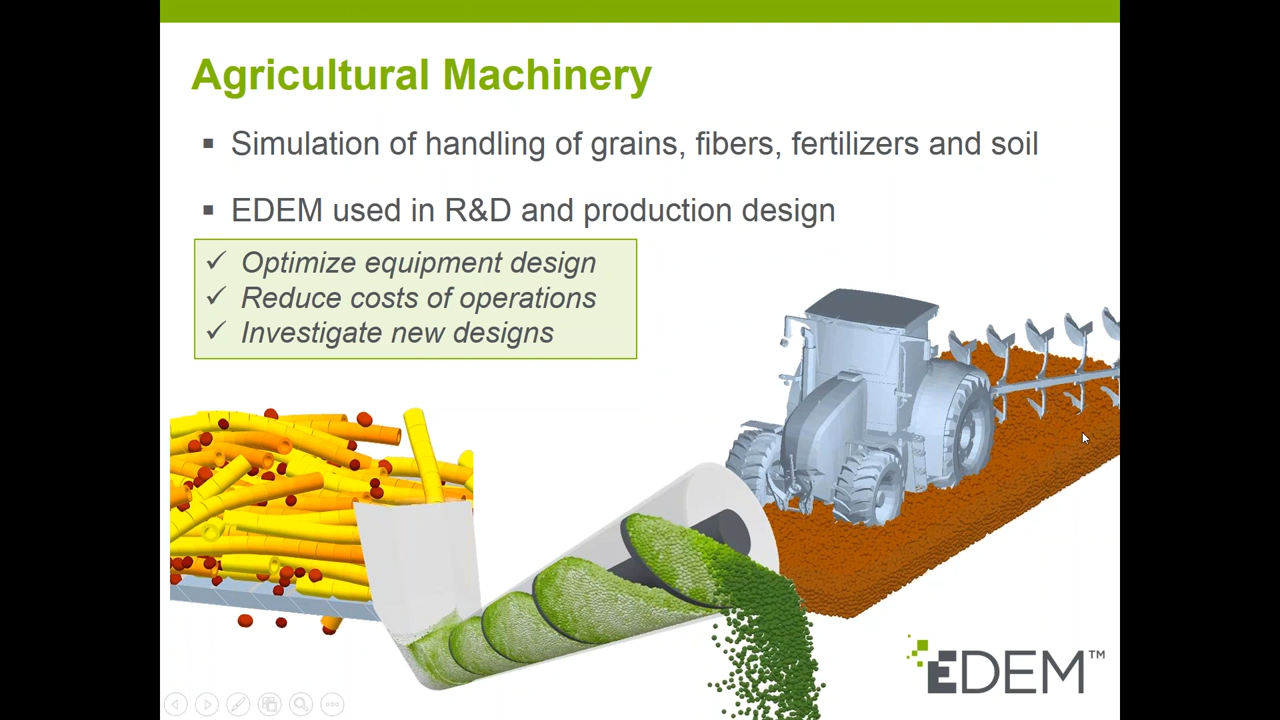 Agricultural Machinery
▪ Simulation of handling of grains, fibers, fertilizers and soil
▪ EDEM used in R&D and production design
✓ Optimize equipment design
✓ Reduce costs of operations
✓ Investigate new designs
EDEM™